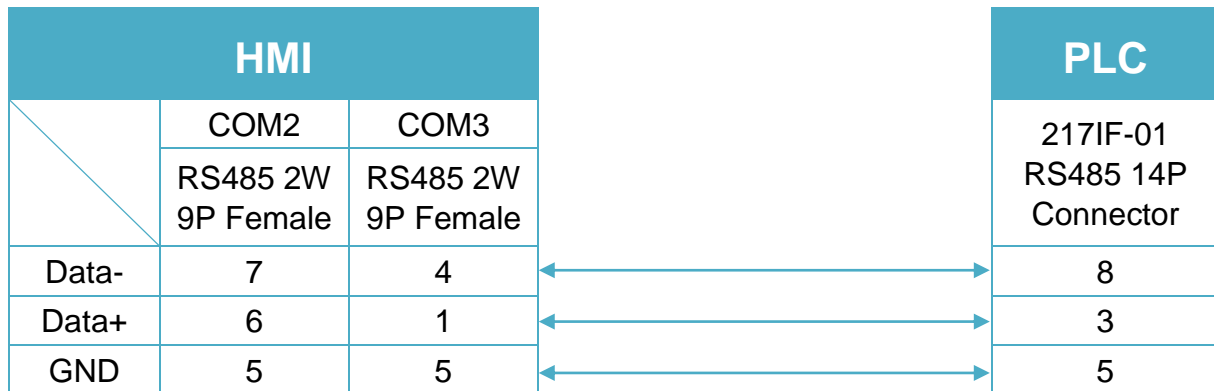 HMI
PLC
COM2 COM3
217IF-01
RS485 14P
Connector
RS485 2W
9P Female
RS485 2W
9P Female
Data- 7 4 8
Data+ 6 1 3
GND 5 5 5